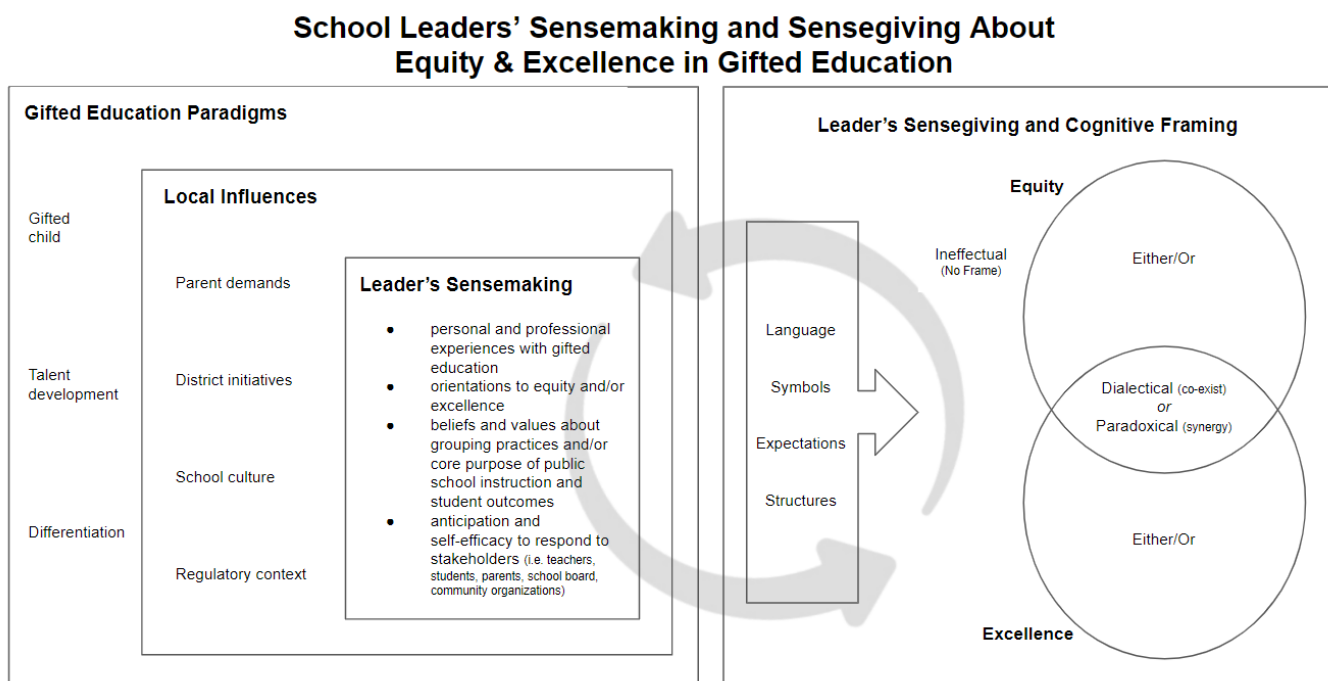 School Leaders' Sensemaking and Sensegiving About
Equity & Excellence in Gifted Education
Gifted Education Paradigms
Gifted
child
Talent
development
Differentiation
Local Influences
Parent demands
District initiatives
School culture
Regulatory context
Leader's Sensemaking
● personal and professional
experiences with gifted
education
● orientations to equity and/or
excellence
● beliefs and values about
grouping practices and/or
core purpose of public
school instruction and
student outcomes
● anticipation and
self-efficacy to respond to
stakeholders (i.e. teachers,
students, parents, school board,
community organizations)
Leader's Sensegiving and Cognitive Framing
Language
Symbols
Expectations
Structures
Ineffectual
(No Frame)
Equity
Either/Or
Dialectical (co-exist)
or
Paradoxical (synergy)
Either/Or
Excellence